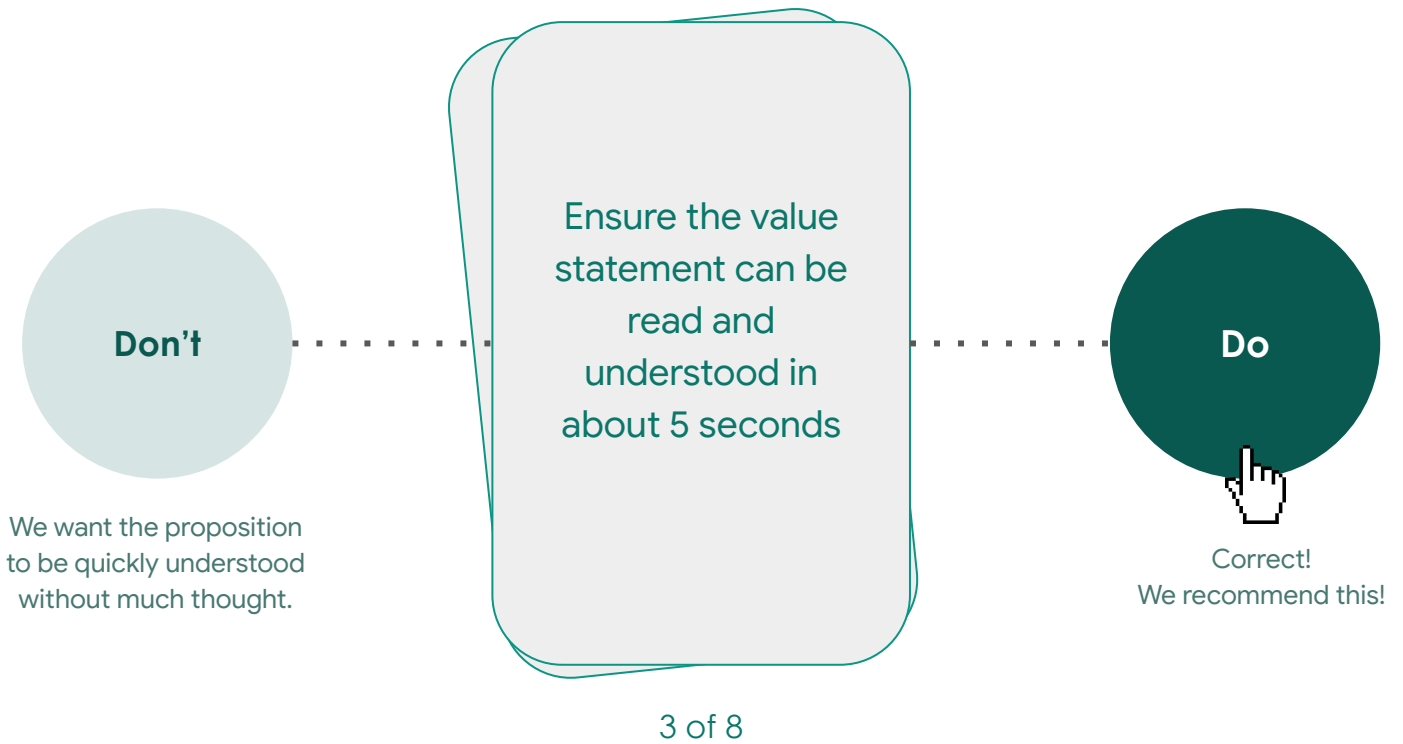 Ensure the value
statement can be
read and
understood in
about 5 seconds
Don’t
Do
We want the proposition
to be quickly understood
without much thought.
Correct!
We recommend this!
3 of 8